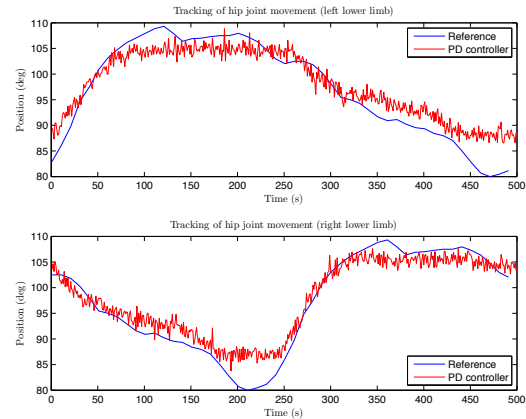 Tracking of hip joint movement (left lower limb)
110
105
100
95
90
85
80
Position (deg)
Reference
PD controller
0 50 100 150 200 250 300 350 400 450 500
Time (s)
Tracking of hip joint movement (right lower limb)
110
105
100
95
90
85
80
Position (deg)
Reference
PD controller
0 50 100 150 200 250 300 350 400 450 500
Time (s)